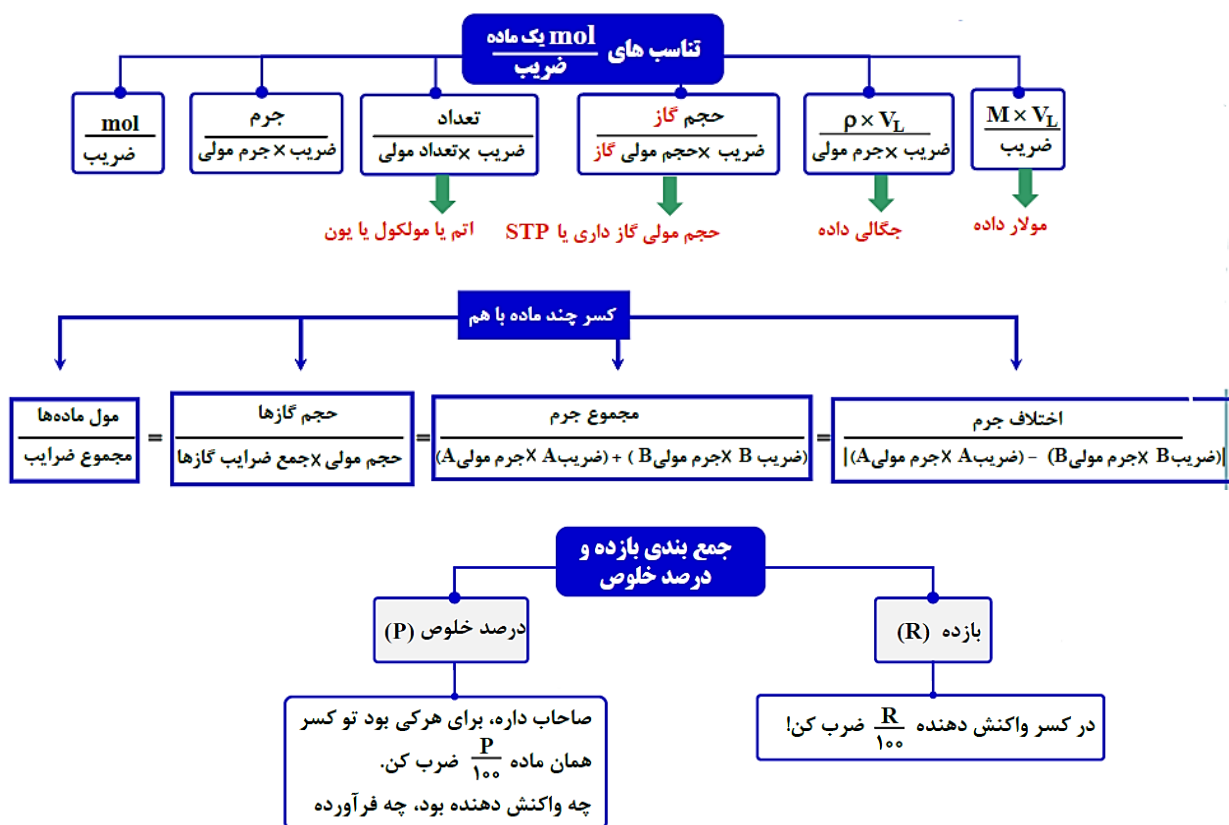 تناسب های mol یک ماده / ضریب
mol / ضریب
جرم / ضریب × جرم مولی
تعداد / ضریب × تعداد مولی
حجم گاز / ضریب × حجم مولی گاز
ρ × V_L / ضریب × جرم مولی
M × V_L / ضریب
اتم یا مولکول یا یون
حجم مولی گاز داری یا STP
جگالی داده
مولار داده
کسر چند ماده با هم
مول ماده‌ها / مجموع ضرایب = حجم گازها / حجم مولی × جمع ضرایب گازها = مجموع جرم / (ضریب A × جرم مولی A) + (ضریب B × جرم مولی B) = اختلاف جرم / |(ضریب A × جرم مولی A) − (ضریب B × جرم مولی B)|
جمع بندی بازده و
درصد خلوص
درصد خلوص (P)
بازده (R)
صاحاب داره، برای هرکی بود تو کسر
همان ماده P/۱۰۰ ضرب کن.
چه واکنش دهنده بود، چه فرآورده
در کسر واکنش دهنده R/۱۰۰ ضرب کن!